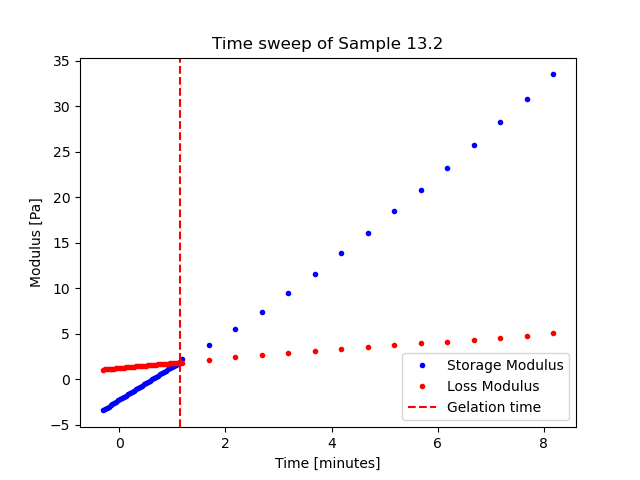 Time sweep of Sample 13.2
35
30
25
20
15
10
5
0
−5
Modulus [Pa]
Storage Modulus
Loss Modulus
Gelation time
0 2 4 6 8
Time [minutes]